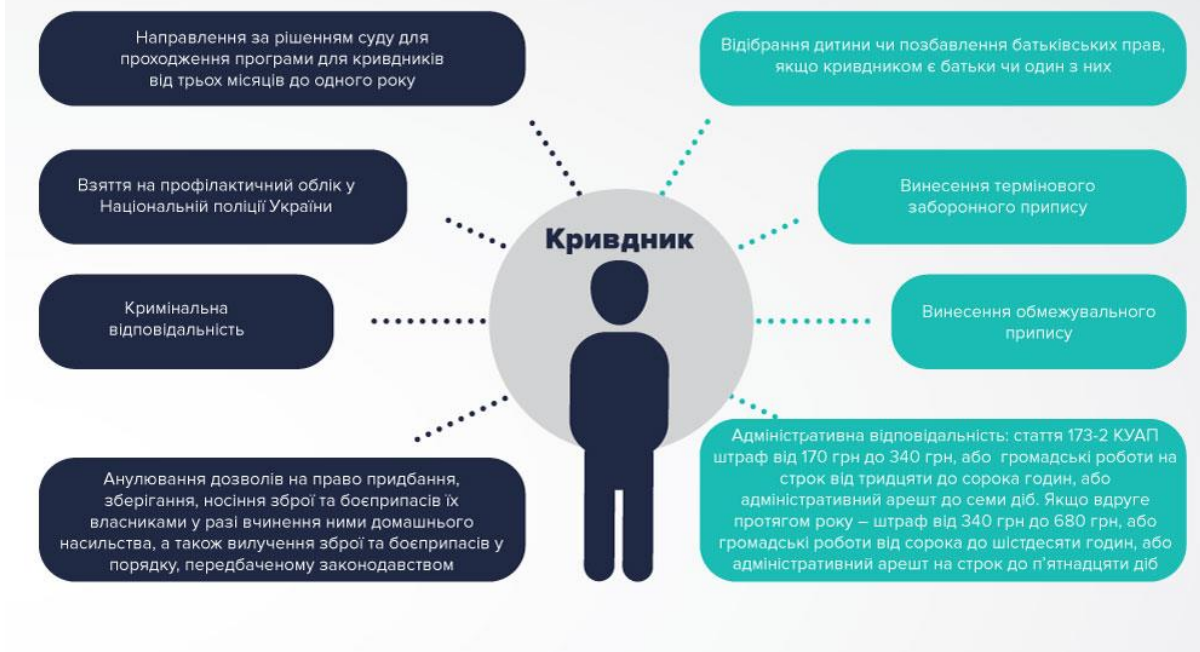 Направлення за рішенням суду для
проходження програми для кривдників
від трьох місяців до одного року
Взяття на профілактичний облік у
Національній поліції України
Кримінальна
відповідальність
Анулювання дозволів на право придбання,
зберігання, носіння зброї та боєприпасів їх
власниками у разі вчинення ними домашнього
насильства, а також вилучення зброї та боєприпасів у
порядку, передбаченому законодавством
Кривдник
Відібрання дитини чи позбавлення батьківських прав,
якщо кривдником є батьки чи один з них
Винесення термінового
заборонного припису
Винесення обмежувального
припису
Адміністративна відповідальність: стаття 173-2 КУАП
штраф від 170 грн до 340 грн, або громадські роботи на
строк від тридцяти до сорока годин, або
адміністративний арешт до семи діб. Якщо вдруге
протягом року – штраф від 340 грн до 680 грн, або
громадські роботи від сорока до шістдесяти годин, або
адміністративний арешт на строк до п’ятнадцяти діб